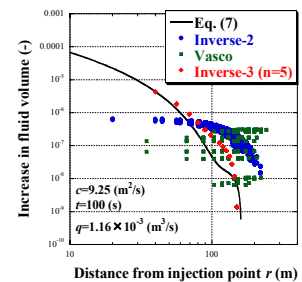 Eq. (7)
Inverse-2
Vasco
Inverse-3 (n=5)
Increase in fluid volume (-)
0.001
0.0001
10⁻⁵
10⁻⁶
10⁻⁷
10⁻⁸
10⁻⁹
10⁻¹⁰
c=9.25 (m²/s)
t=100 (s)
q=1.16×10⁻³ (m³/s)
10
100
Distance from injection point r (m)